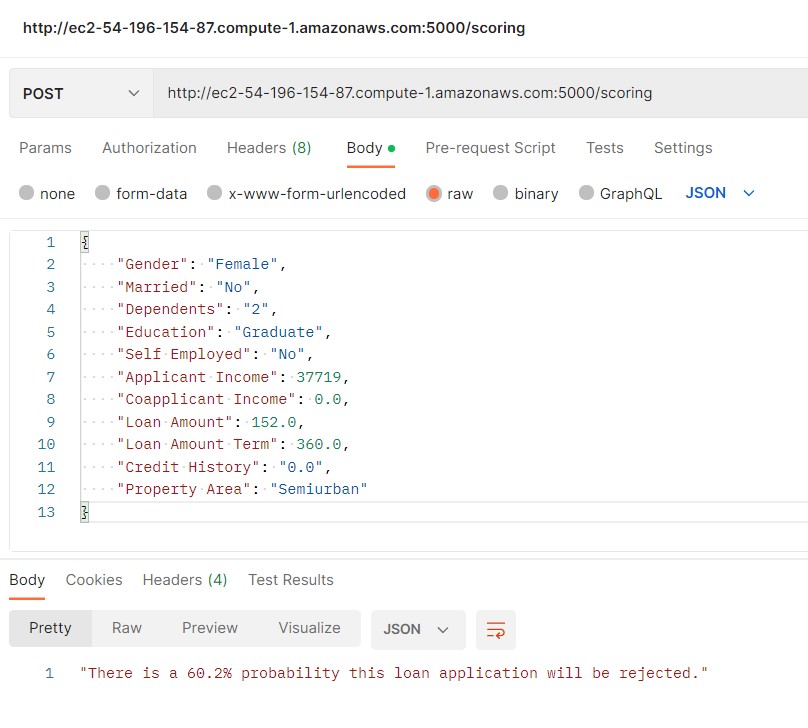 http://ec2-54-196-154-87.compute-1.amazonaws.com:5000/scoring
POST http://ec2-54-196-154-87.compute-1.amazonaws.com:5000/scoring
Params Authorization Headers (8) Body Pre-request Script Tests Settings
none form-data x-www-form-urlencoded raw binary GraphQL JSON
1 {
2 "Gender": "Female",
3 "Married": "No",
4 "Dependents": "2",
5 "Education": "Graduate",
6 "Self Employed": "No",
7 "Applicant Income": 37719,
8 "Coapplicant Income": 0.0,
9 "Loan Amount": 152.0,
10 "Loan Amount Term": 360.0,
11 "Credit History": "0.0",
12 "Property Area": "Semiurban"
13 }
Body Cookies Headers (4) Test Results
Pretty Raw Preview Visualize JSON
1 "There is a 60.2% probability this loan application will be rejected."